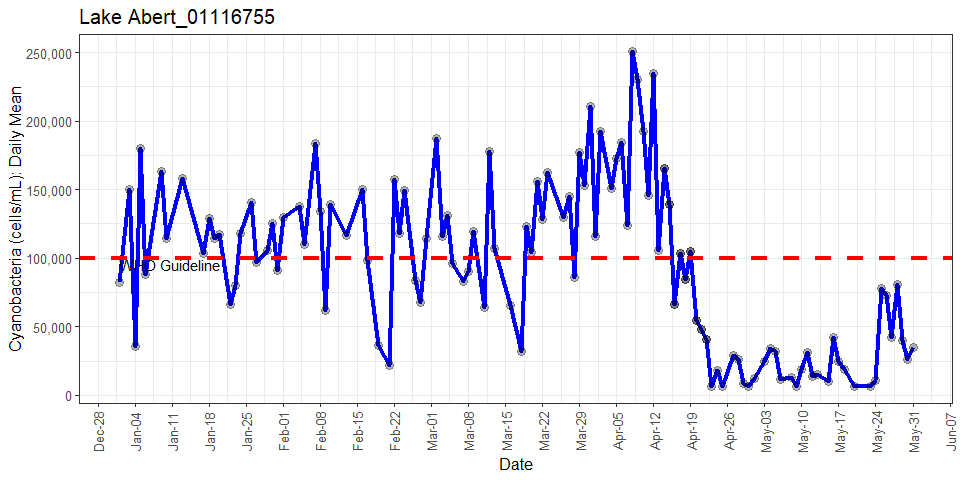 Lake Abert_01116755
Cyanobacteria (cells/mL): Daily Mean
250,000
200,000
150,000
100,000
50,000
0
Guideline
Dec-28
Jan-04
Jan-11
Jan-18
Jan-25
Feb-01
Feb-08
Feb-15
Feb-22
Mar-01
Mar-08
Mar-15
Mar-22
Mar-29
Apr-05
Apr-12
Apr-19
Apr-26
May-03
May-10
May-17
May-24
May-31
Jun-07
Date